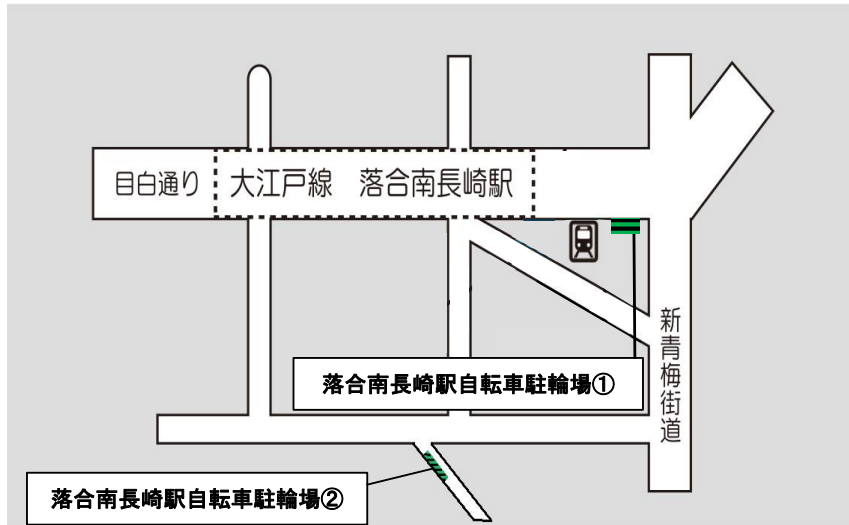 目白通り
大江戸線　落合南長崎駅
新青梅街道
落合南長崎駅自転車駐輪場①
落合南長崎駅自転車駐輪場②